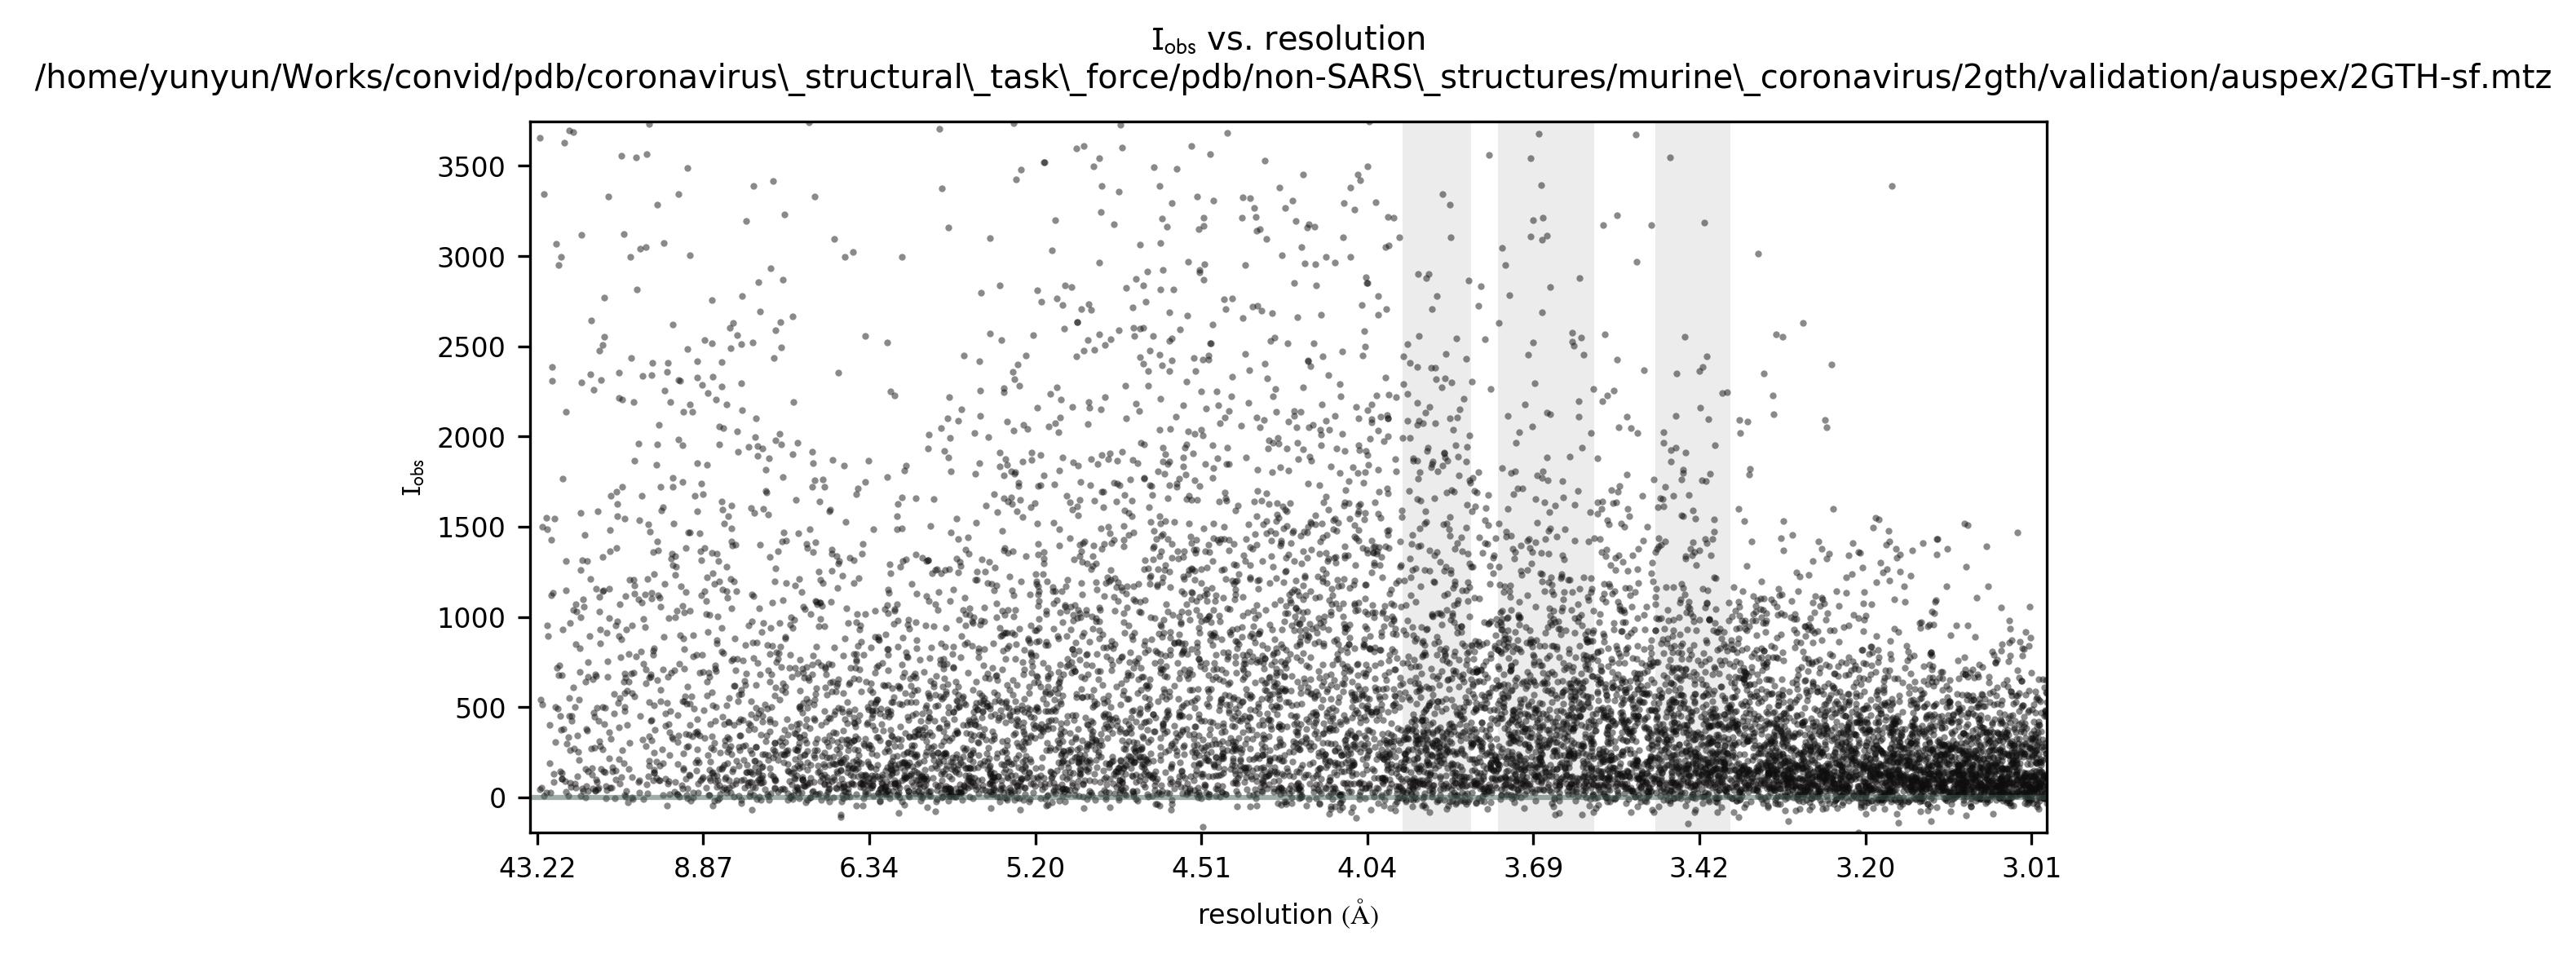 I_obs vs. resolution
/home/yunyun/Works/convid/pdb/coronavirus\_structural\_task\_force/pdb/non-SARS\_structures/murine\_coronavirus/2gth/validation/auspex/2GTH-sf.mtz
3500
3000
2500
2000
1500
1000
500
0
I_obs
43.22 8.87 6.34 5.20 4.51 4.04 3.69 3.42 3.20 3.01
resolution (Å)